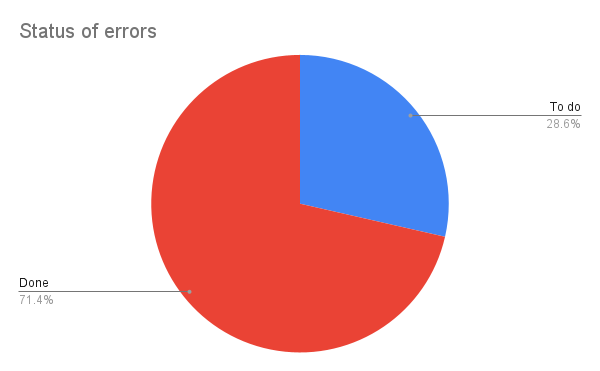 Status of errors
To do
28.6%
Done
71.4%